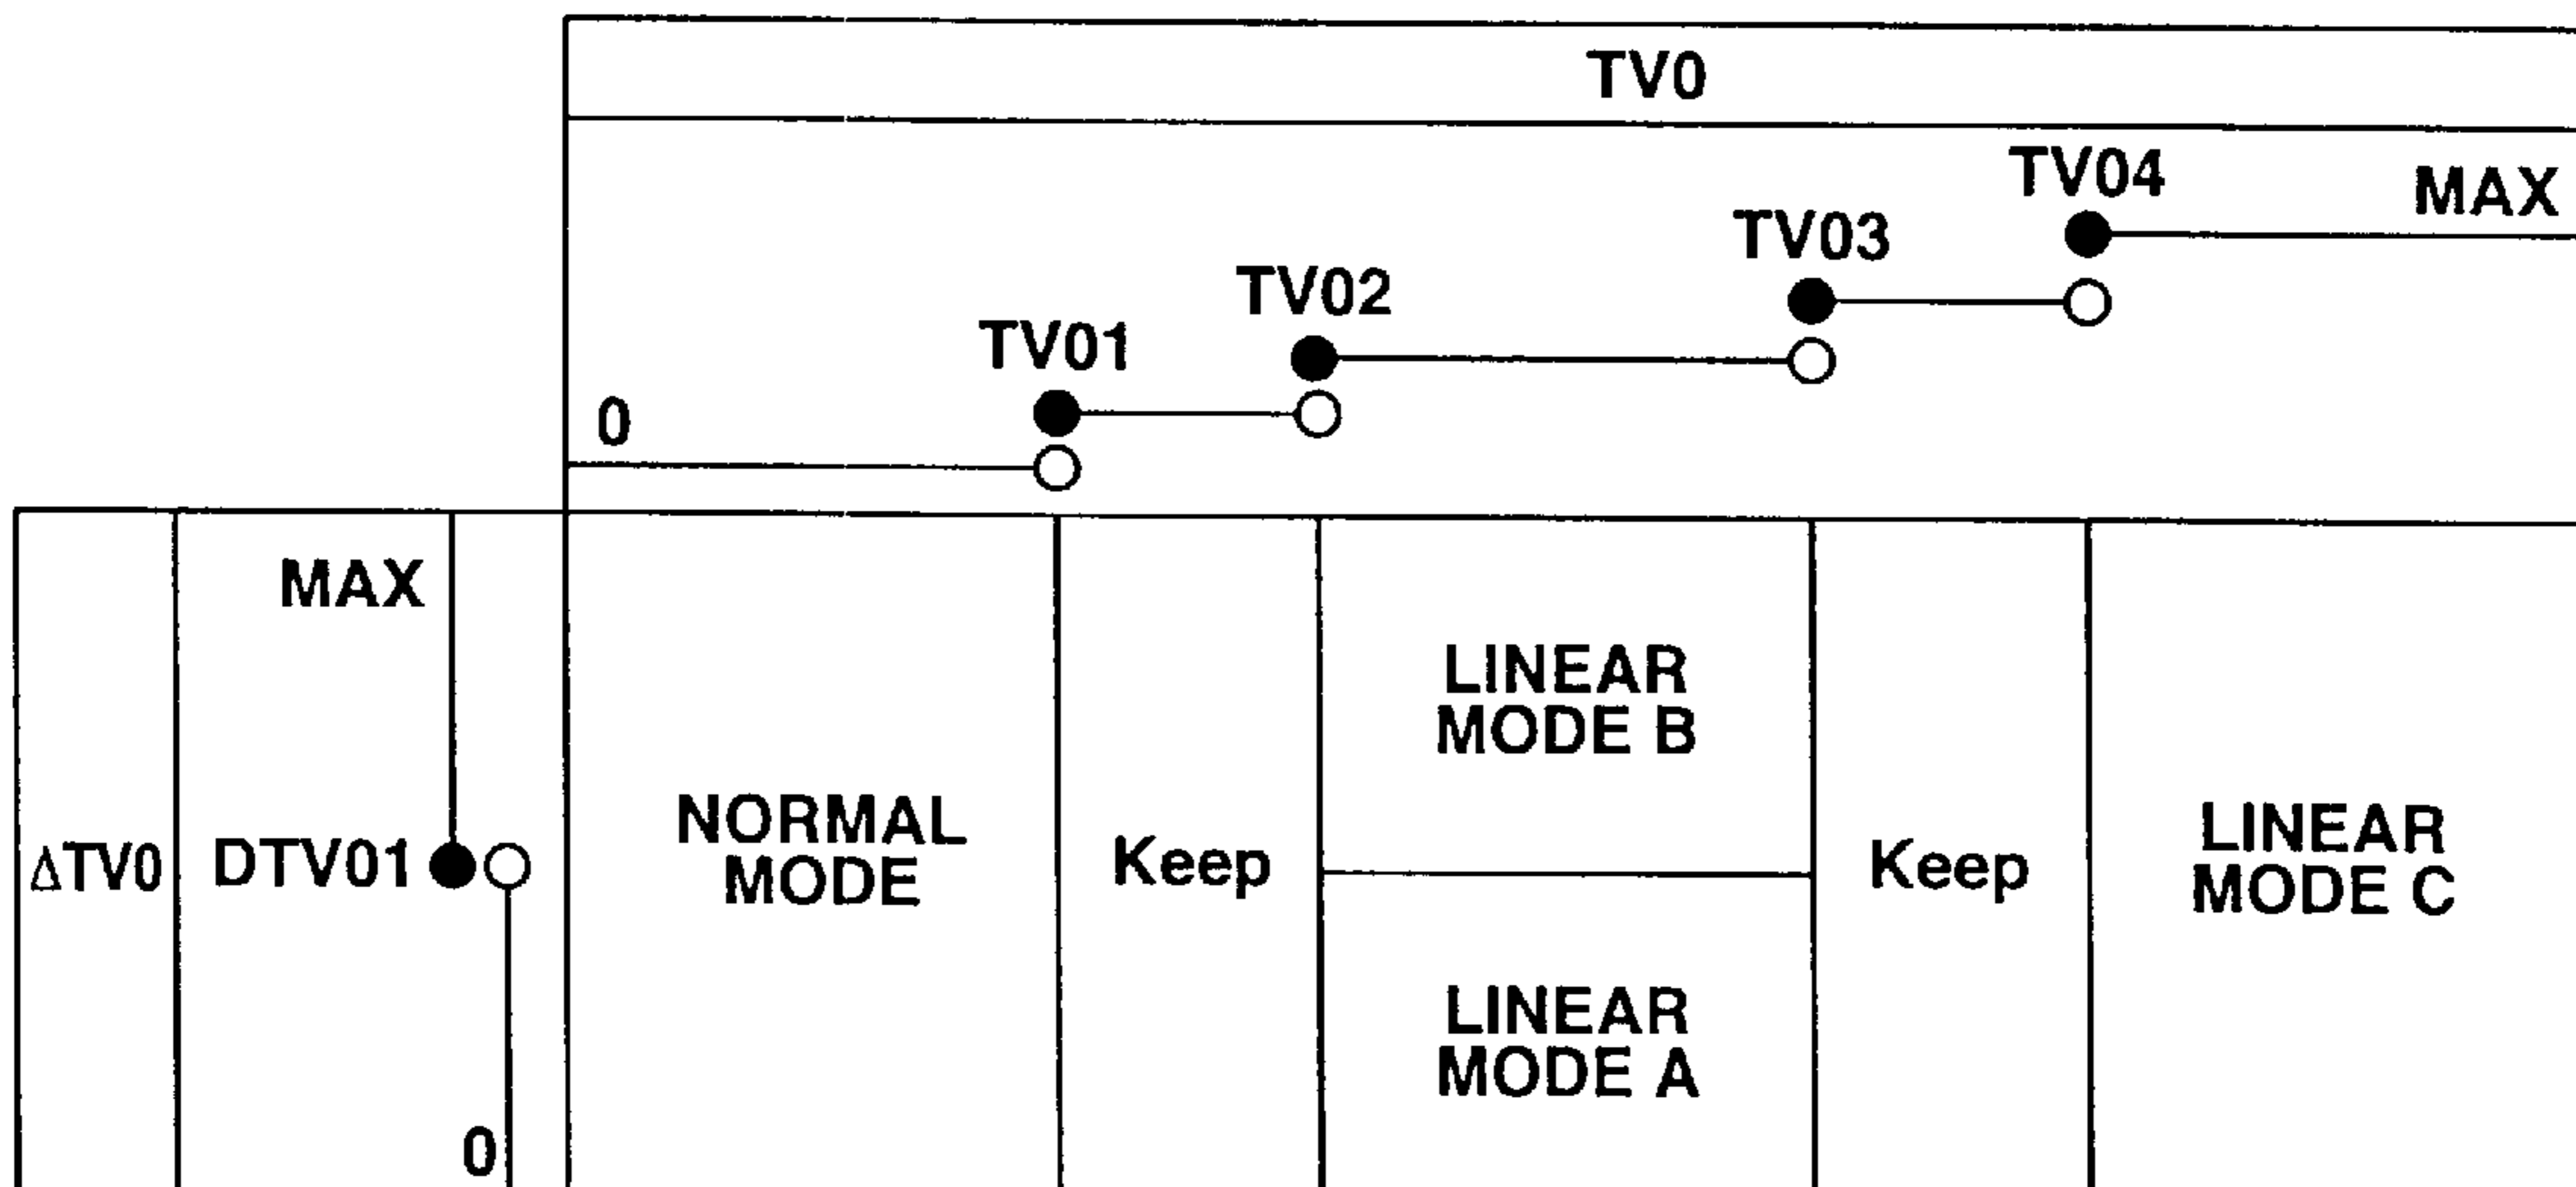 TV0
TV04
MAX
TV03
TV02
TV01
0
MAX
LINEAR
MODE B
NORMAL
MODE
LINEAR
MODE C
ΔTV0
DTV01
Keep
Keep
LINEAR
MODE A
0